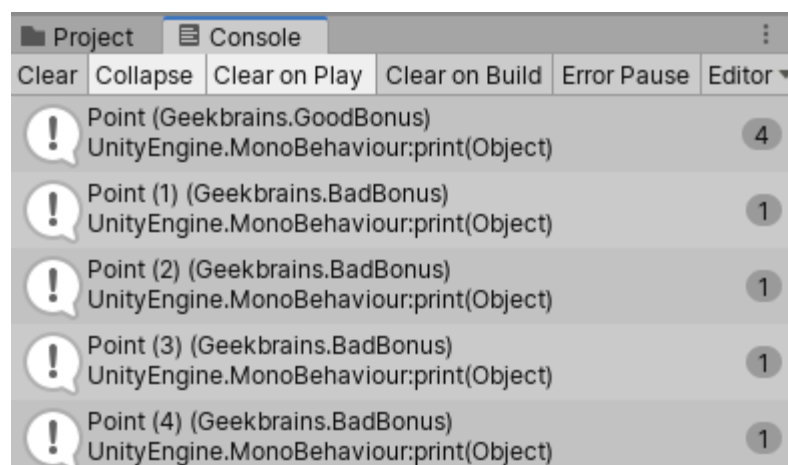 Project Console
Clear Collapse Clear on Play Clear on Build Error Pause Editor
Point (Geekbrains.GoodBonus)
UnityEngine.MonoBehaviour:print(Object)
4
Point (1) (Geekbrains.BadBonus)
UnityEngine.MonoBehaviour:print(Object)
1
Point (2) (Geekbrains.BadBonus)
UnityEngine.MonoBehaviour:print(Object)
1
Point (3) (Geekbrains.BadBonus)
UnityEngine.MonoBehaviour:print(Object)
1
Point (4) (Geekbrains.BadBonus)
UnityEngine.MonoBehaviour:print(Object)
1